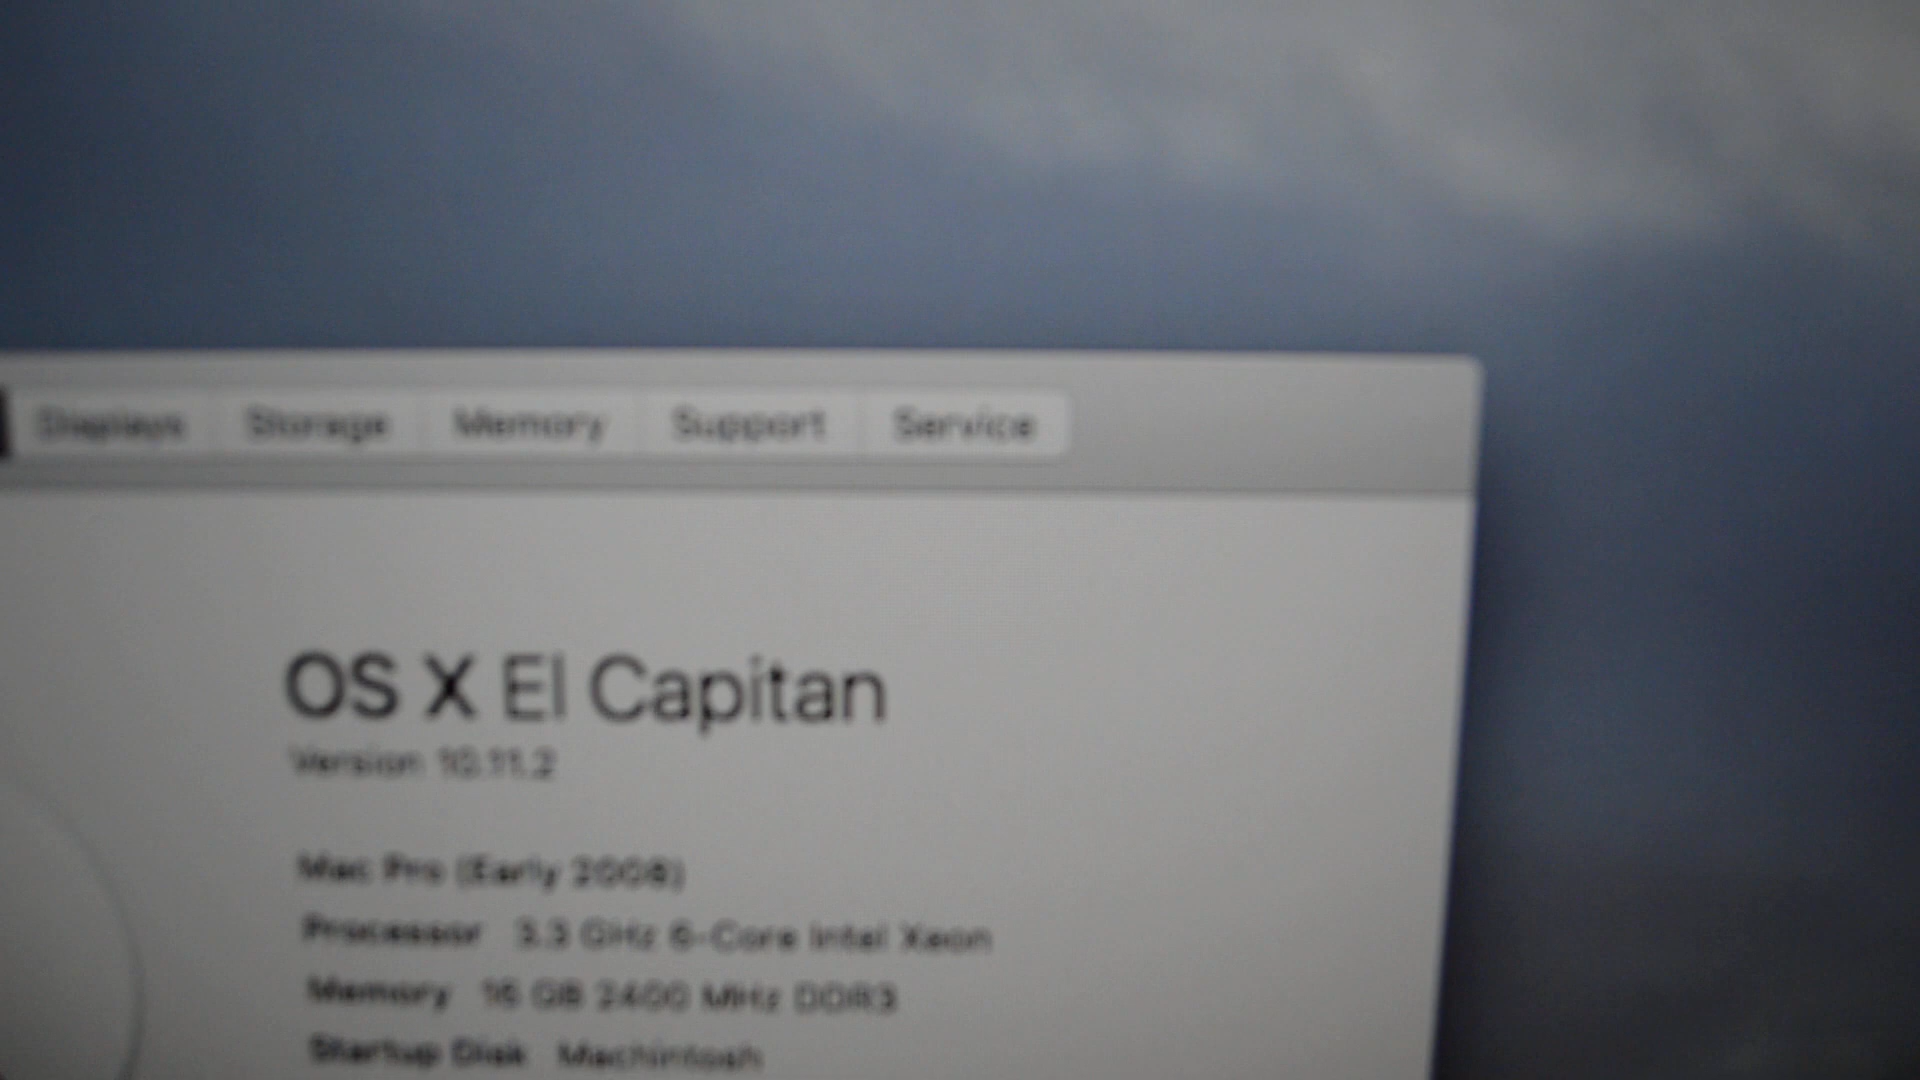 Displays Storage Memory Support Service
OS X El Capitan
Version 10.11.2
Mac Pro (Early 2008)
Processor 3.3 GHz 6-Core Intel Xeon
Memory 16 GB 2400 MHz DDR3
Startup Disk Machintosh